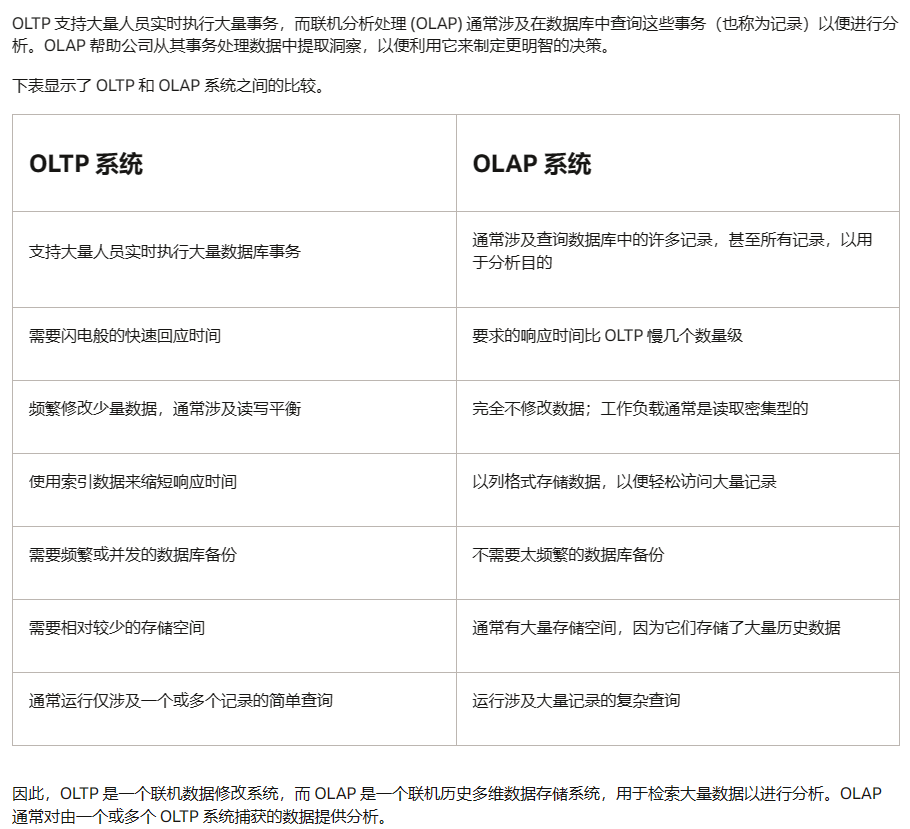 OLTP 支持大量人员实时执行大量事务，而联机分析处理 (OLAP) 通常涉及在数据库中查询这些事务（也称为记录）以便进行分
析。OLAP 帮助公司从其事务处理数据中提取洞察，以便利用它来制定更明智的决策。
下表显示了 OLTP 和 OLAP 系统之间的比较。
OLTP 系统
OLAP 系统
支持大量人员实时执行大量数据库事务
通常涉及查询数据库中的许多记录，甚至所有记录，以用
于分析目的
需要闪电般的快速回应时间
要求的响应时间比 OLTP 慢几个数量级
频繁修改少量数据，通常涉及读写平衡
完全不修改数据；工作负载通常是读取密集型的
使用索引数据来缩短响应时间
以列格式存储数据，以便轻松访问大量记录
需要频繁或并发的数据库备份
不需要太频繁的数据库备份
需要相对较少的存储空间
通常有大量存储空间，因为它们存储了大量历史数据
通常运行仅涉及一个或多个记录的简单查询
运行涉及大量记录的复杂查询
因此，OLTP 是一个联机数据修改系统，而 OLAP 是一个联机历史多维数据存储系统，用于检索大量数据以进行分析。OLAP
通常对由一个或多个 OLTP 系统捕获的数据提供分析。